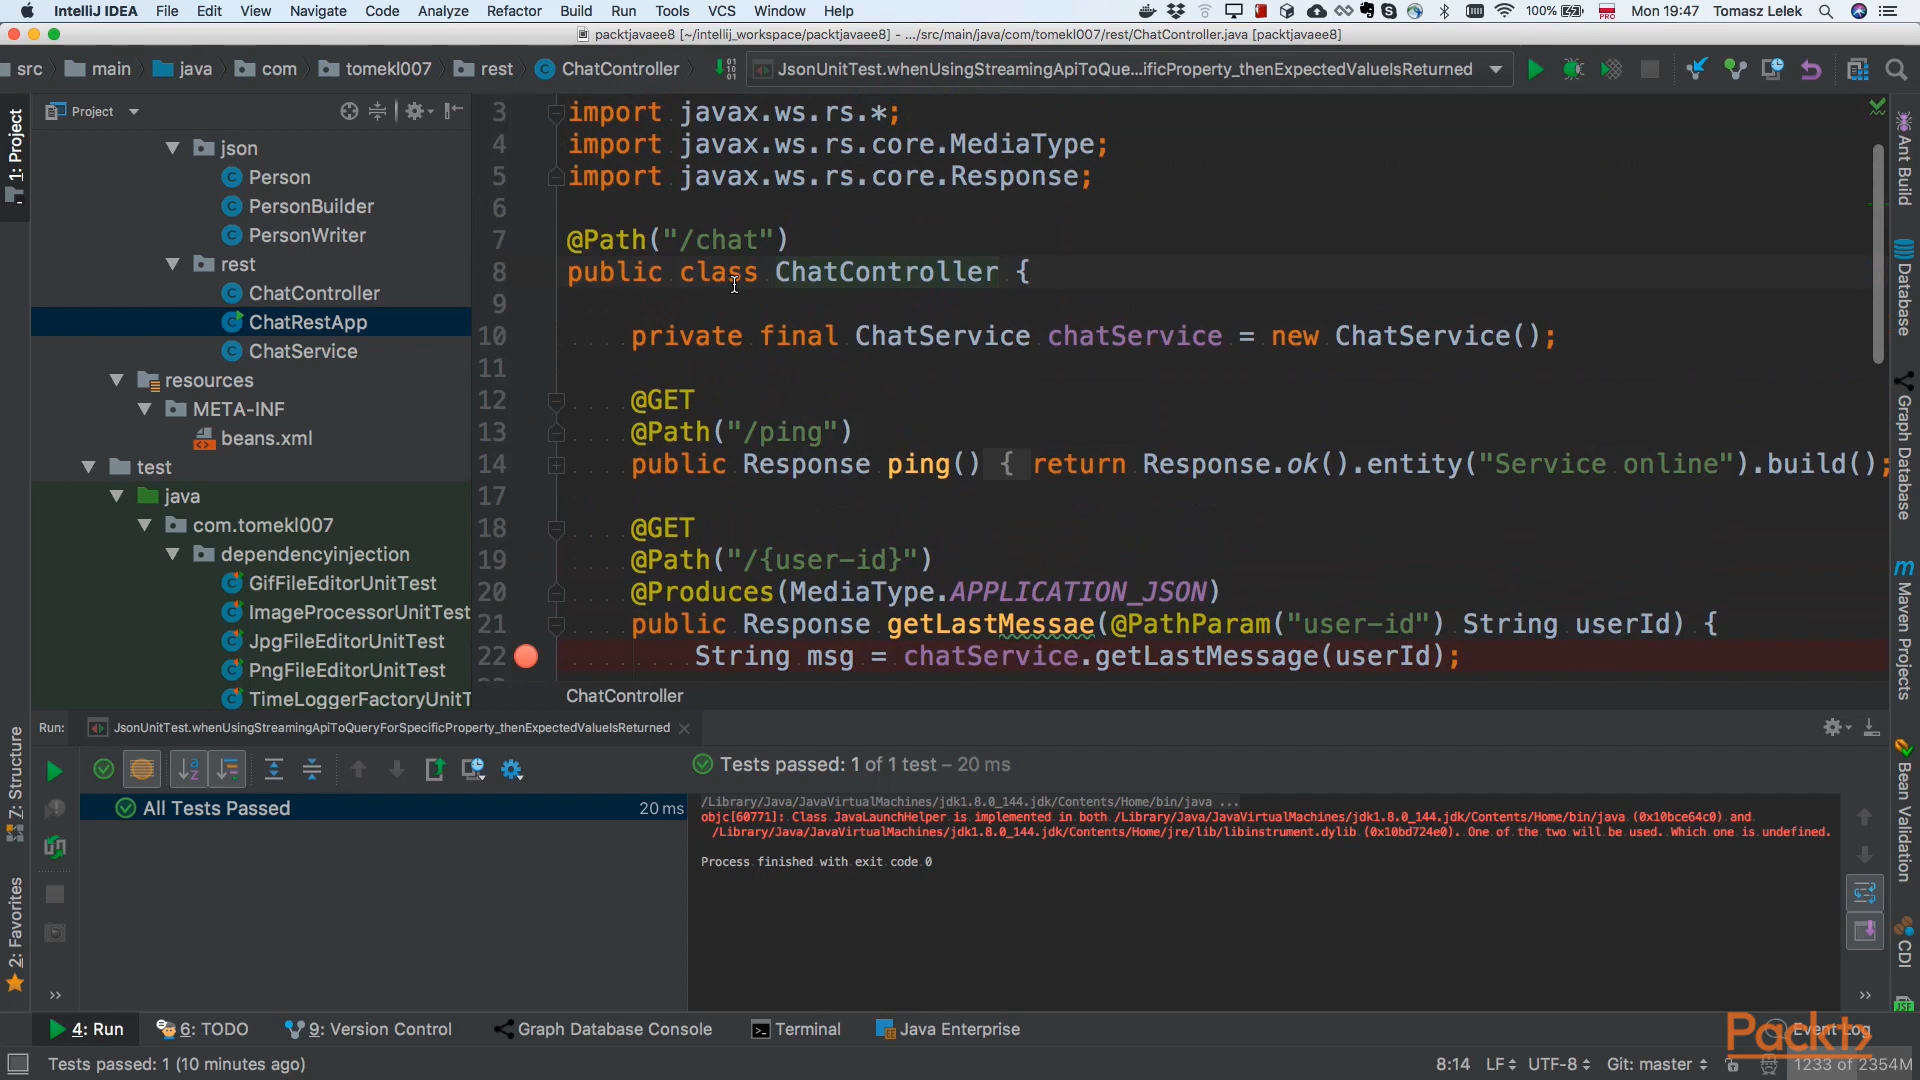 IntelliJ IDEA File Edit View Navigate Code Analyze Refactor Build Run Tools VCS Window Help 100% PRO Mon 19:47 Tomasz Lelek
packtjavaee8 [~/intellij_workspace/packtjavaee8] - .../src/main/java/com/tomekl007/rest/ChatController.java [packtjavaee8]
src main java com tomekl007 rest ChatController JsonUnitTest.whenUsingStreamingApiToQue...ificProperty_thenExpectedValueIsReturned
1: Project
Project
json
Person
PersonBuilder
PersonWriter
rest
ChatController
ChatRestApp
ChatService
resources
META-INF
beans.xml
test
java
com.tomekl007
dependencyinjection
GifFileEditorUnitTest
ImageProcessorUnitTest
JpgFileEditorUnitTest
PngFileEditorUnitTest
TimeLoggerFactoryUnitT
3 import javax.ws.rs.*;
4 import javax.ws.rs.core.MediaType;
5 import javax.ws.rs.core.Response;
6
7 @Path("/chat")
8 public class ChatController {
9
10 private final ChatService chatService = new ChatService();
11
12 @GET
13 @Path("/ping")
14 public Response ping() { return Response.ok().entity("Service online").build();
17
18 @GET
19 @Path("/{user-id}")
20 @Produces(MediaType.APPLICATION_JSON)
21 public Response getLastMessae(@PathParam("user-id") String userId) {
22 String msg = chatService.getLastMessage(userId);
ChatController
Ant Build
Database
Graph Database
Maven Projects
Bean Validation
CDI
JSF
Run: JsonUnitTest.whenUsingStreamingApiToQueryForSpecificProperty_thenExpectedValueIsReturned
Tests passed: 1 of 1 test – 20 ms
All Tests Passed 20 ms
/Library/Java/JavaVirtualMachines/jdk1.8.0_144.jdk/Contents/Home/bin/java ...
objc[60771]: Class JavaLaunchHelper is implemented in both /Library/Java/JavaVirtualMachines/jdk1.8.0_144.jdk/Contents/Home/bin/java (0x10bce64c0) and
/Library/Java/JavaVirtualMachines/jdk1.8.0_144.jdk/Contents/Home/jre/lib/libinstrument.dylib (0x10bd724e0). One of the two will be used. Which one is undefined.
Process finished with exit code 0
7: Structure
2: Favorites
4: Run 6: TODO 9: Version Control Graph Database Console Terminal Java Enterprise Event Log
Packt
Tests passed: 1 (10 minutes ago) 8:14 LF UTF-8 Git: master 1233 of 2354M